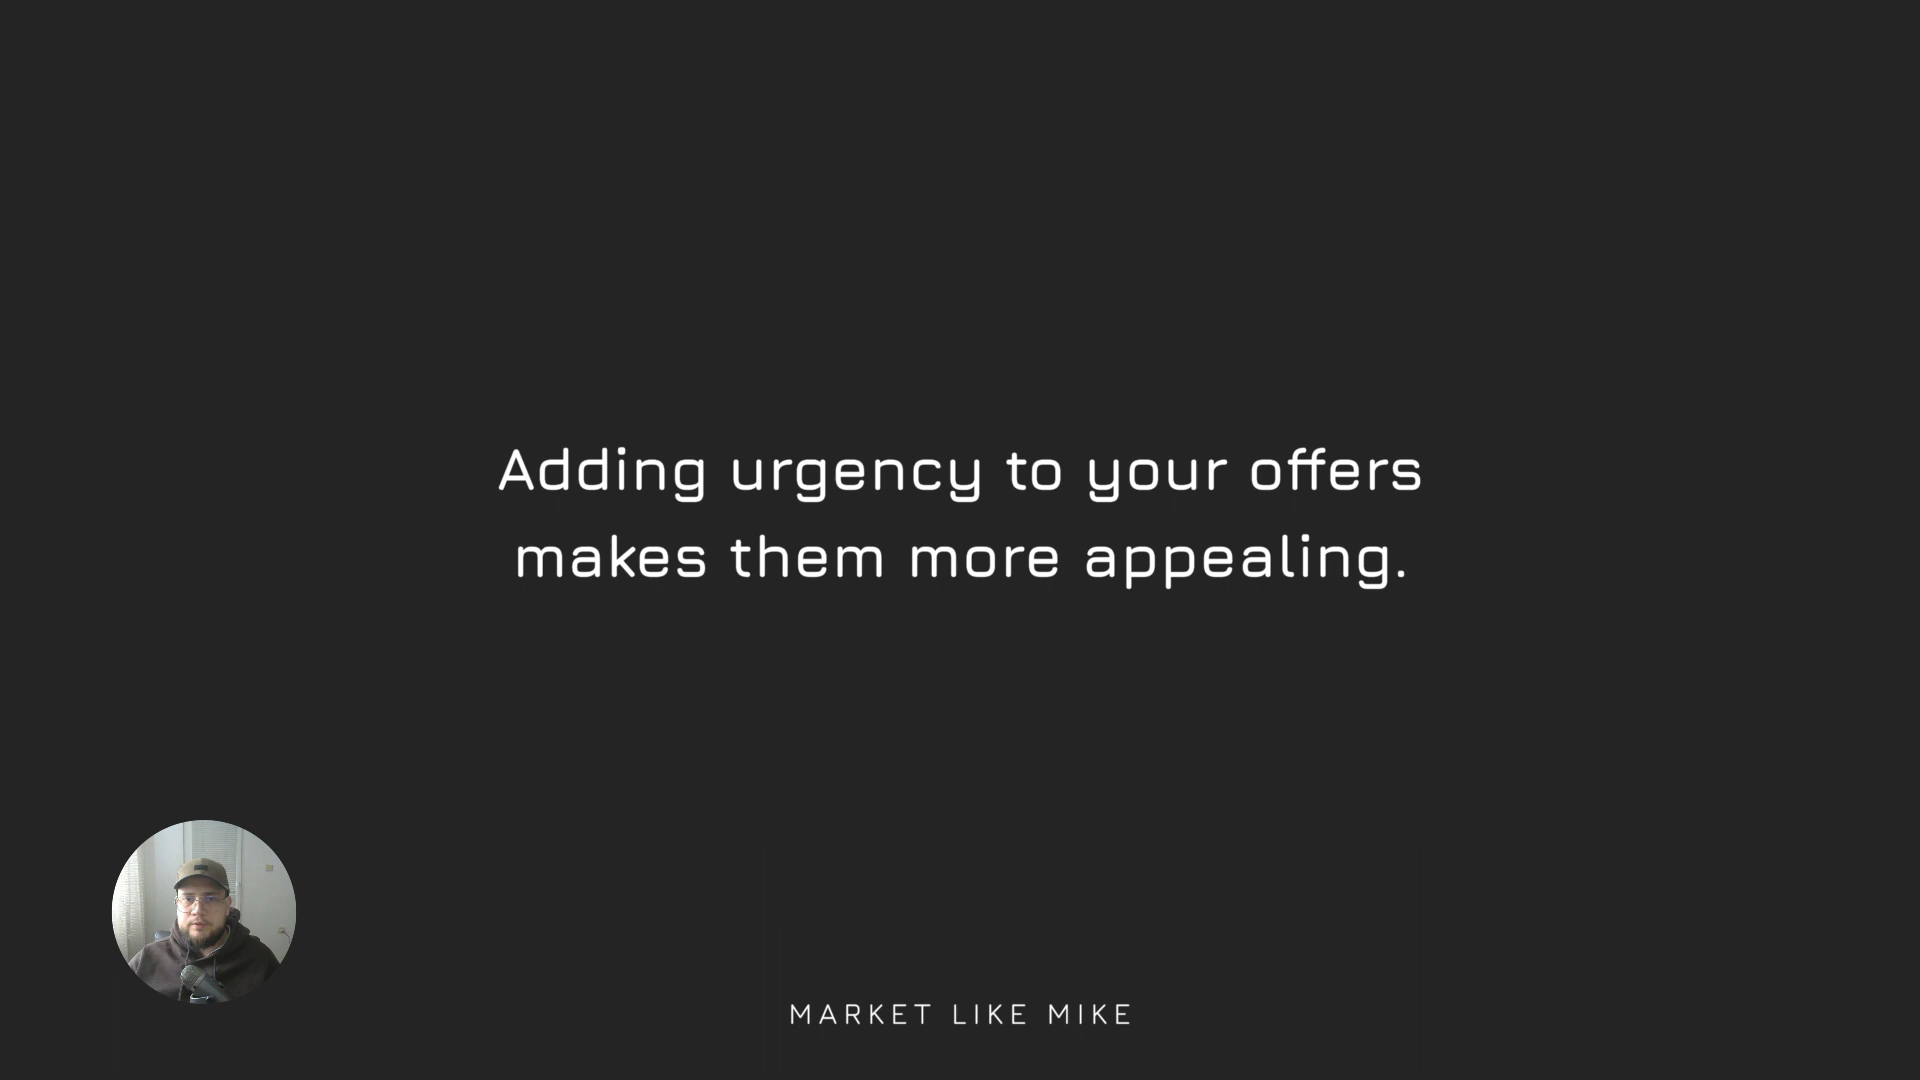 Adding urgency to your offers
makes them more appealing.
MARKET LIKE MIKE